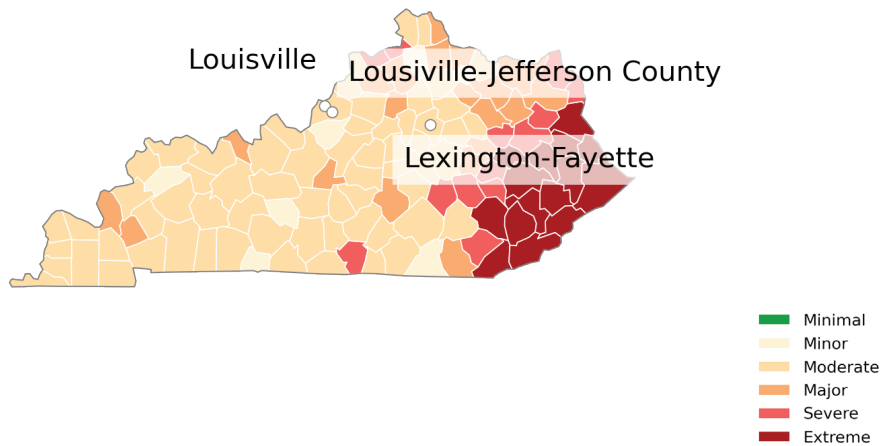 Louisville
Lousiville-Jefferson County
Lexington-Fayette
Minimal
Minor
Moderate
Major
Severe
Extreme